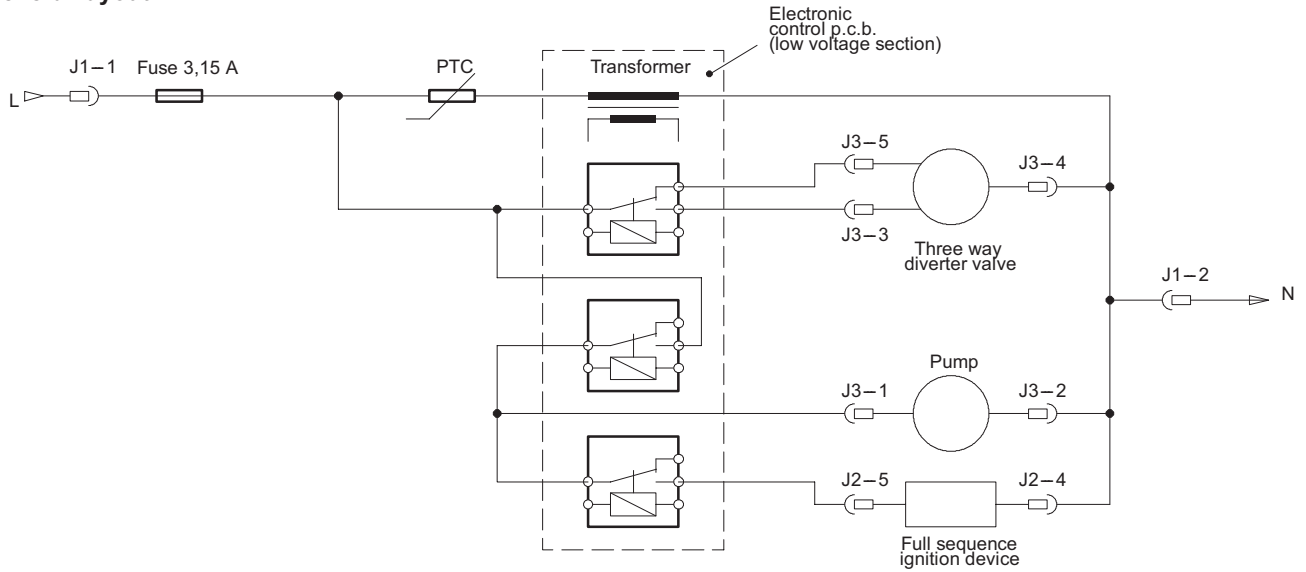 Electronic
control p.c.b.
(low voltage section)
J1–1
Fuse 3,15 A
PTC
Transformer
L
J3–5
J3–4
J3–3
Three way
diverter valve
J1–2
N
Pump
J3–1
J3–2
J2–5
J2–4
Full sequence
ignition device